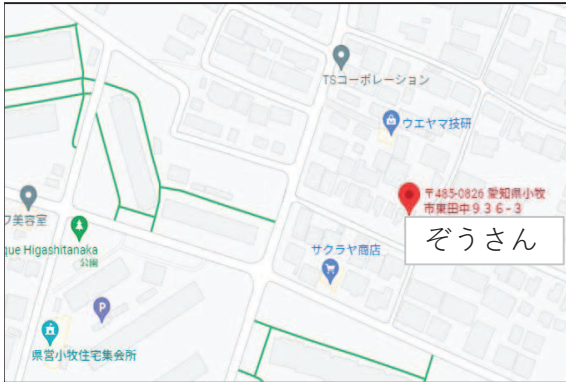 TSコーポレーション
ウエヤマ技研
〒485-0826 愛知県小牧
市東田中936-3
ぞうさん
フ美容室
que Higashitanaka
公園
サクラヤ商店
P
県営小牧住宅集会所